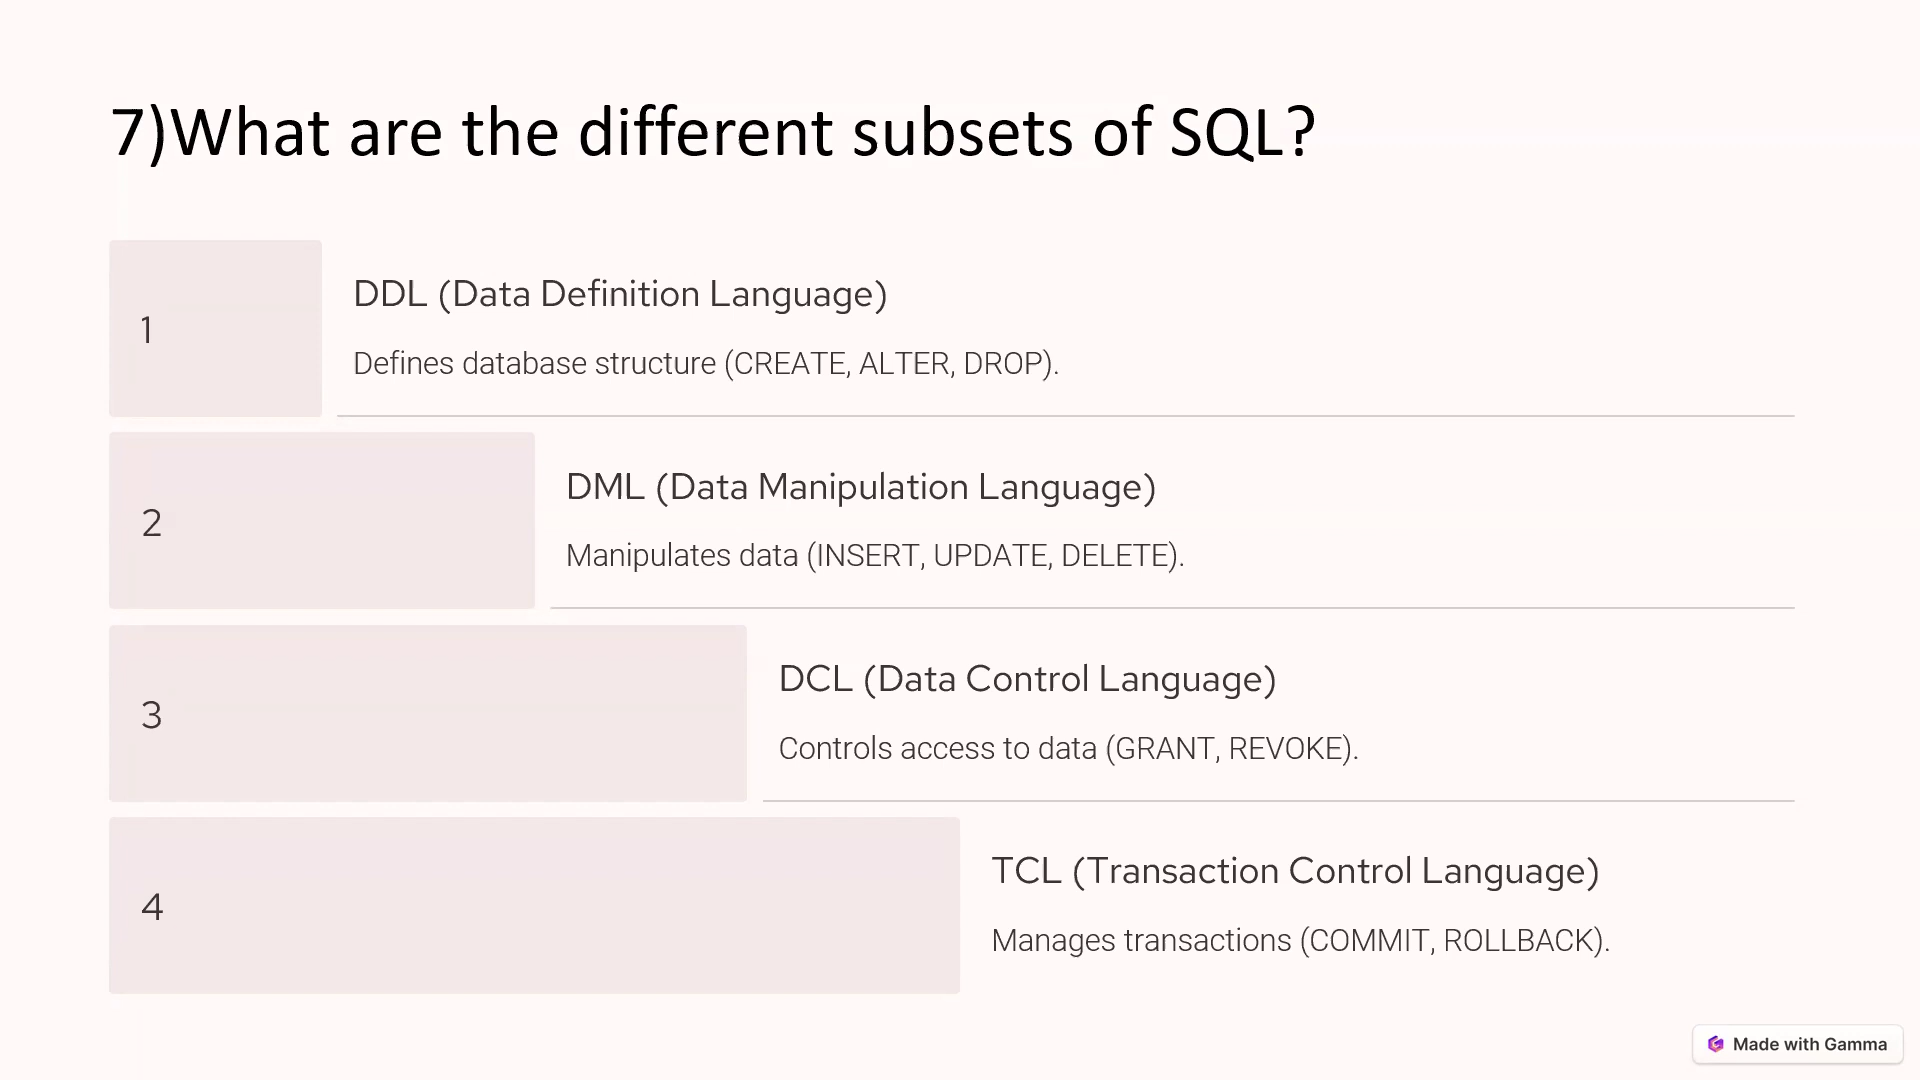 7)What are the different subsets of SQL?
1
DDL (Data Definition Language)
Defines database structure (CREATE, ALTER, DROP).
2
DML (Data Manipulation Language)
Manipulates data (INSERT, UPDATE, DELETE).
3
DCL (Data Control Language)
Controls access to data (GRANT, REVOKE).
4
TCL (Transaction Control Language)
Manages transactions (COMMIT, ROLLBACK).
Made with Gamma